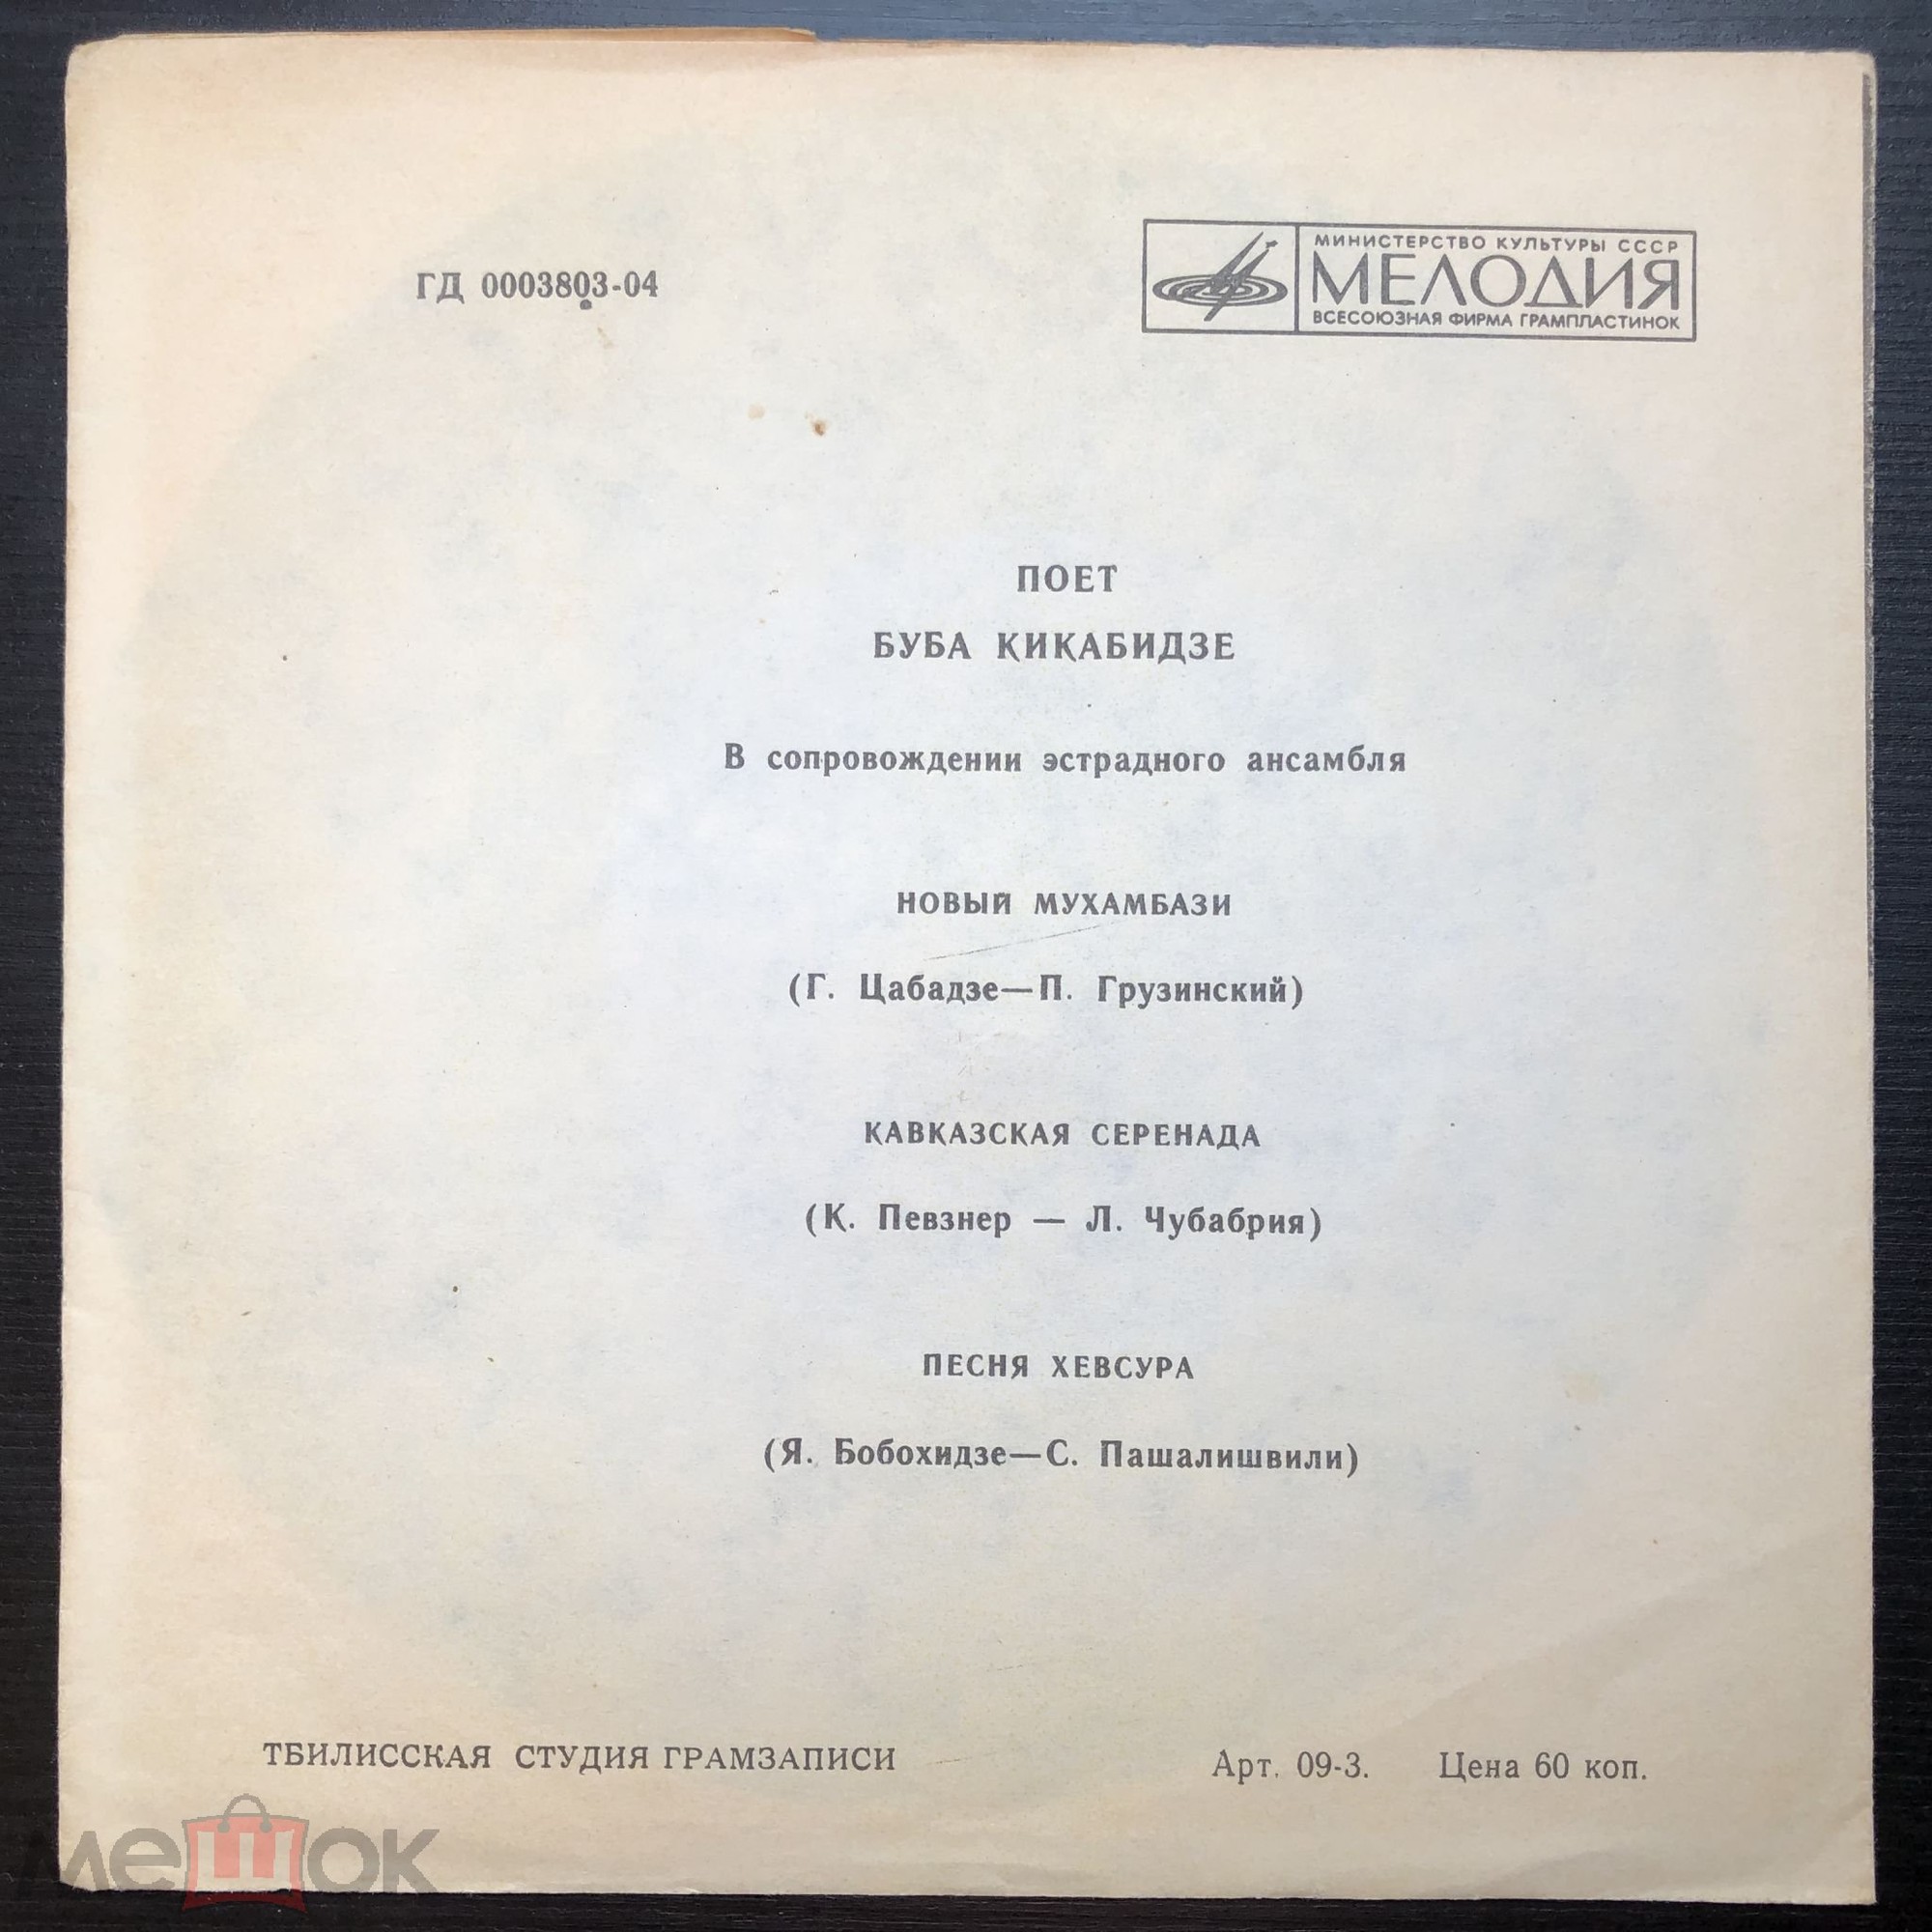 ГД 0003803-04
МИНИСТЕРСТВО КУЛЬТУРЫ СССР
МЕЛОДИЯ
ВСЕСОЮЗНАЯ ФИРМА ГРАМПЛАСТИНОК
ПОЕТ
БУБА КИКАБИДЗЕ
В сопровождении эстрадного ансамбля
НОВЫЙ МУХАМБАЗИ
(Г. Цабадзе—П. Грузинский)
КАВКАЗСКАЯ СЕРЕНАДА
(К. Певзнер — Л. Чубабрия)
ПЕСНЯ ХЕВСУРА
(Я. Бобохидзе—С. Пашалишвили)
ТБИЛИССКАЯ СТУДИЯ ГРАМЗАПИСИ
Арт. 09-3. Цена 60 коп.
мешок